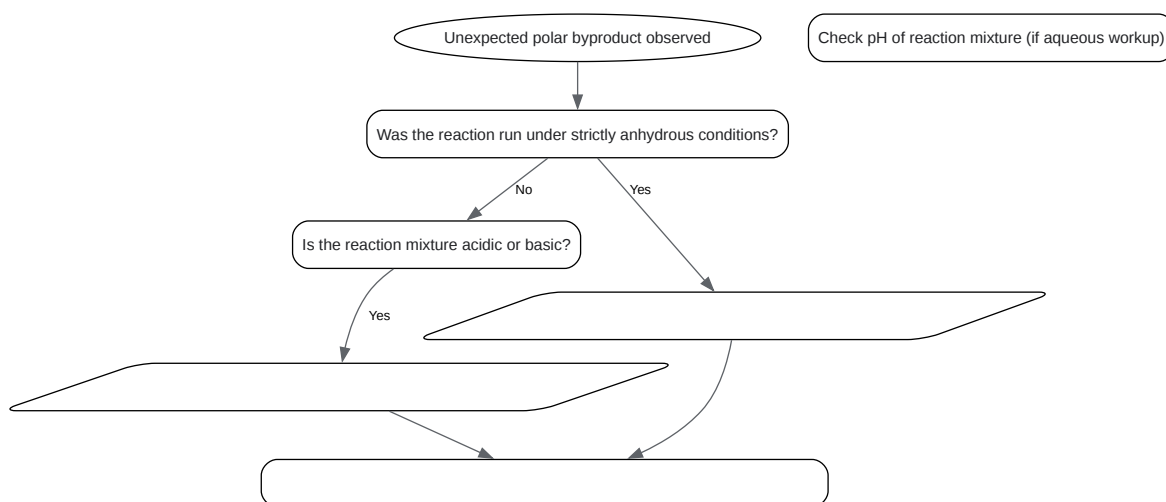 Unexpected polar byproduct observed
Check pH of reaction mixture (if aqueous workup)
Was the reaction run under strictly anhydrous conditions?
No
Yes
Is the reaction mixture acidic or basic?
Yes